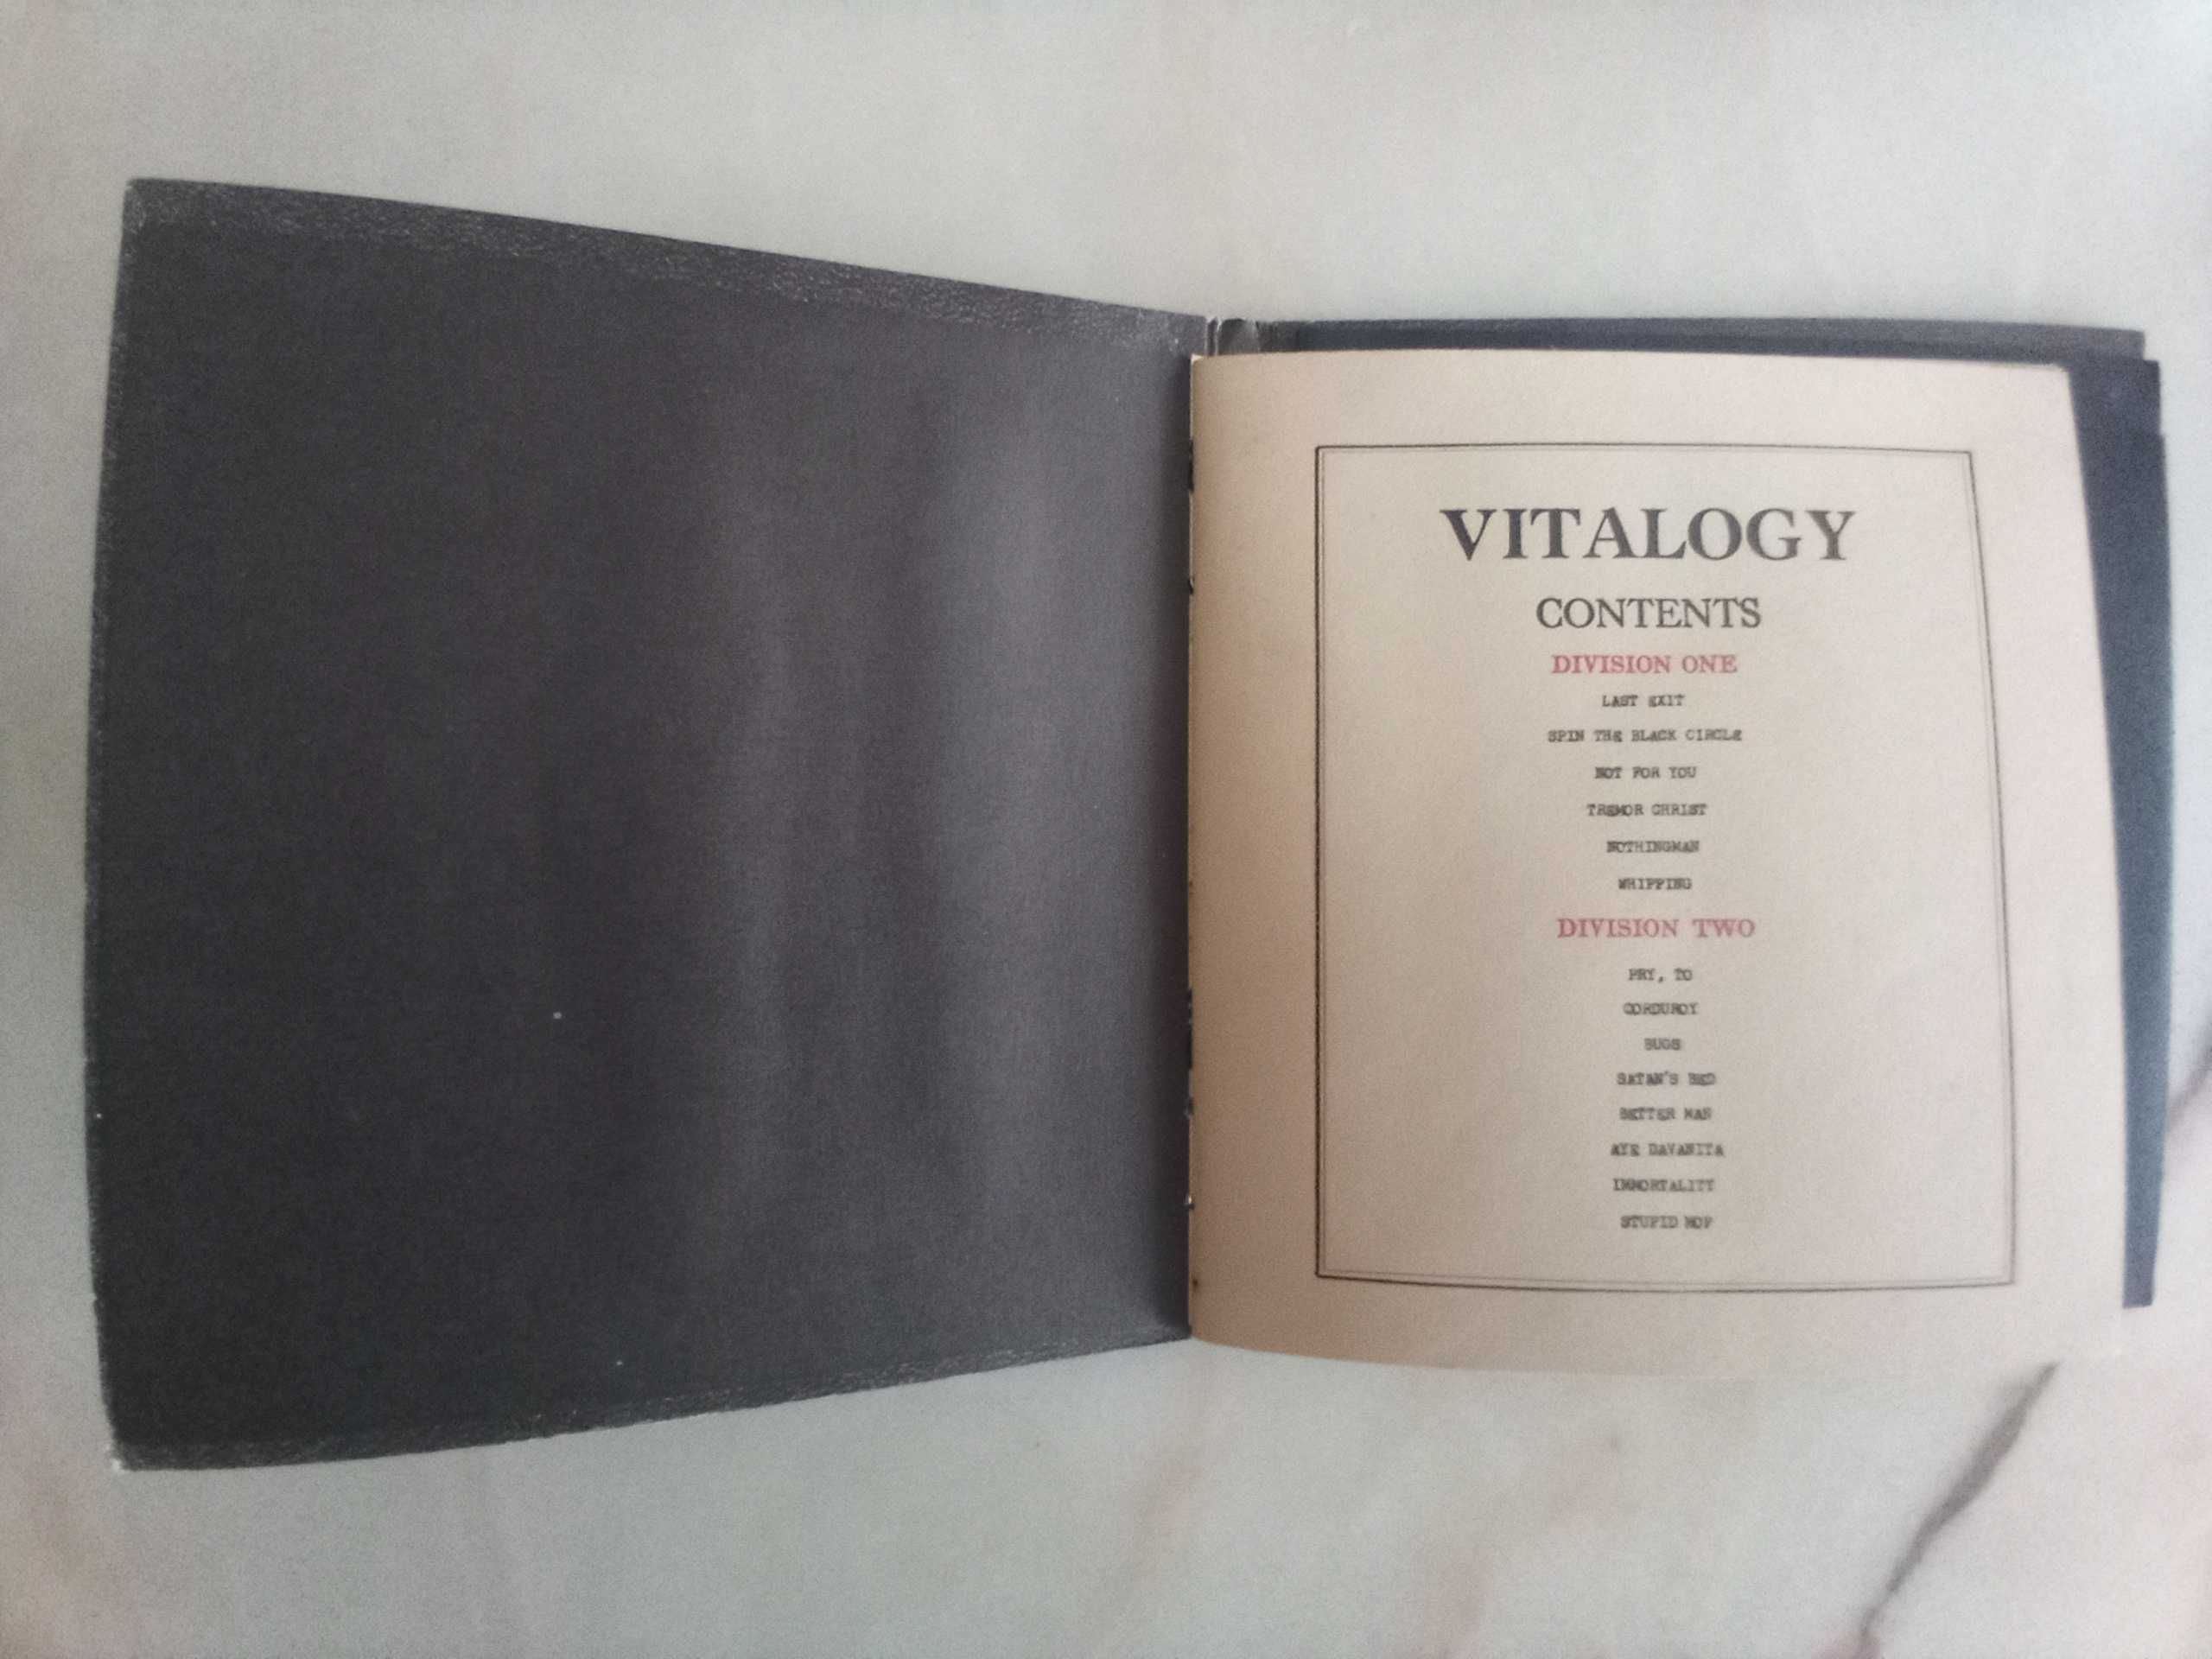 VITALOGY
CONTENTS
DIVISION ONE
LAST EXIT
SPIN THE BLACK CIRCLE
NOT FOR YOU
TREMOR CHRIST
NOTHINGMAN
WHIPPING
DIVISION TWO
PRY, TO
CORDUROY
BUGS
SATAN'S BED
BETTER MAN
AYE DAVANITA
IMMORTALITY
STUPID MOP